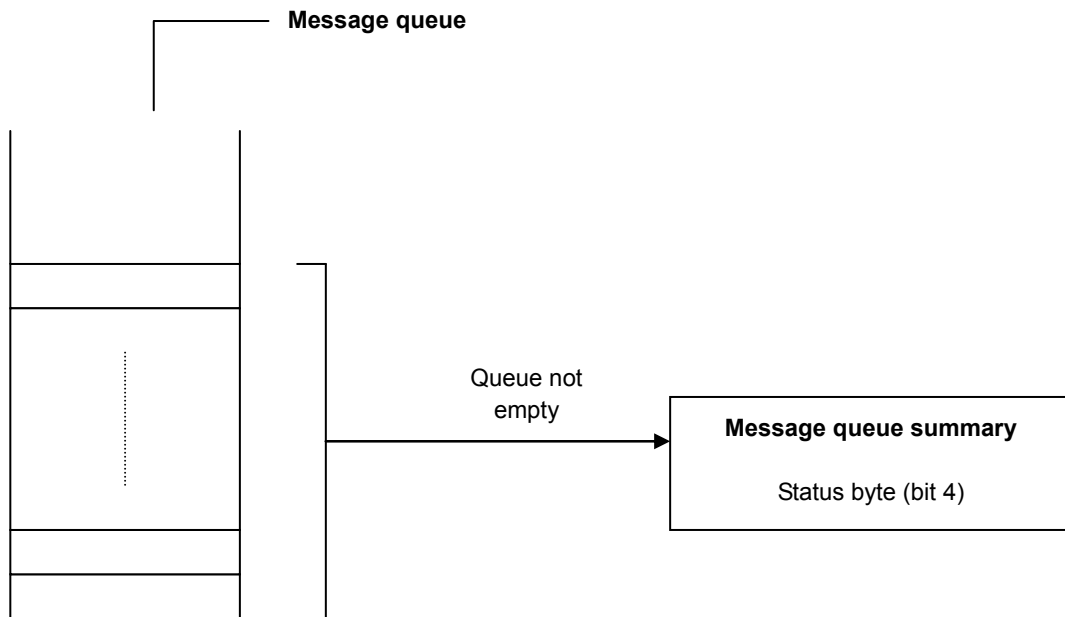 Message queue
Queue not
empty
Message queue summary
Status byte (bit 4)